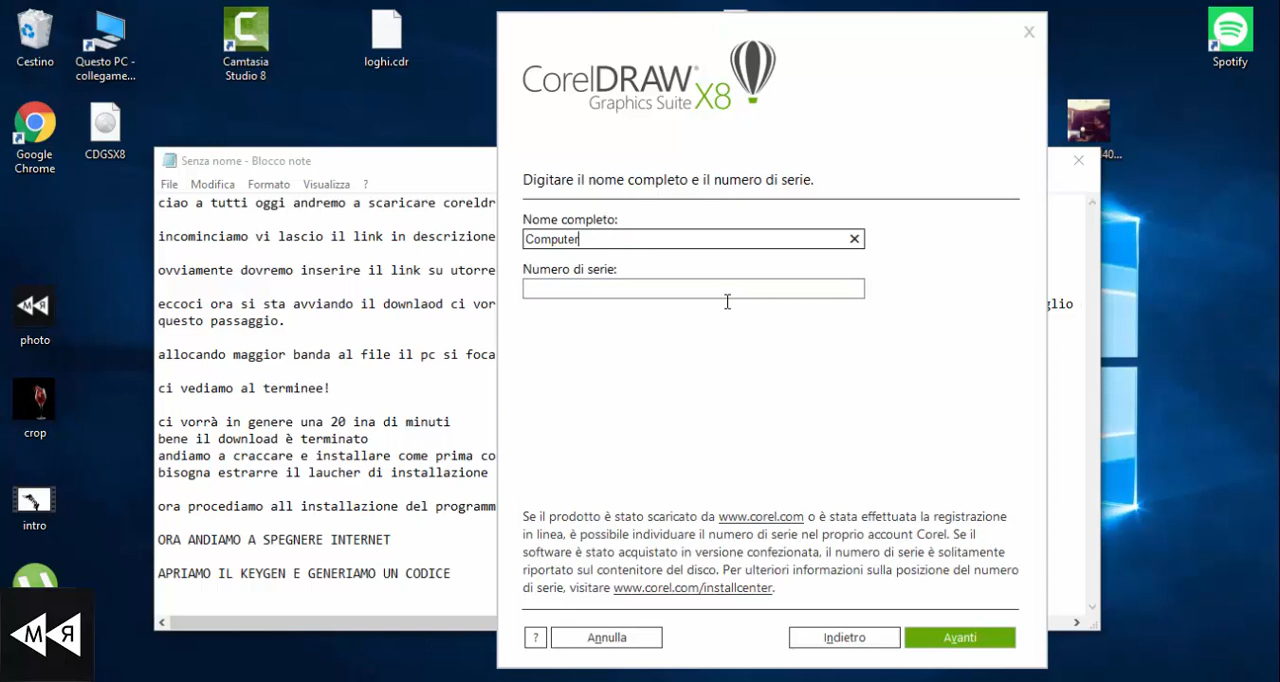 Cestino
Questo PC -
collegame...
Camtasia
Studio 8
loghi.cdr
Spotify
Google
Chrome
CDGSX8
40...
photo
crop
intro
M R
Senza nome - Blocco note
File Modifica Formato Visualizza ?
ciao a tutti oggi andremo a scaricare coreldr
incominciamo vi lascio il link in descrizione
ovviamente dovremo inserire il link su utorre
eccoci ora si sta avviando il downlaod ci vor
glio
questo passaggio.
allocando maggior banda al file il pc si foca
ci vediamo al terminee!
ci vorrà in genere una 20 ina di minuti
bene il download è terminato
andiamo a craccare e installare come prima co
bisogna estrarre il laucher di installazione
ora procediamo all installazione del programm
ORA ANDIAMO A SPEGNERE INTERNET
APRIAMO IL KEYGEN E GENERIAMO UN CODICE
CorelDRAW®
Graphics Suite X8
Digitare il nome completo e il numero di serie.
Nome completo:
Computer
Numero di serie:
Se il prodotto è stato scaricato da www.corel.com o è stata effettuata la registrazione
in linea, è possibile individuare il numero di serie nel proprio account Corel. Se il
software è stato acquistato in versione confezionata, il numero di serie è solitamente
riportato sul contenitore del disco. Per ulteriori informazioni sulla posizione del numero
di serie, visitare www.corel.com/installcenter.
? Annulla Indietro Avanti